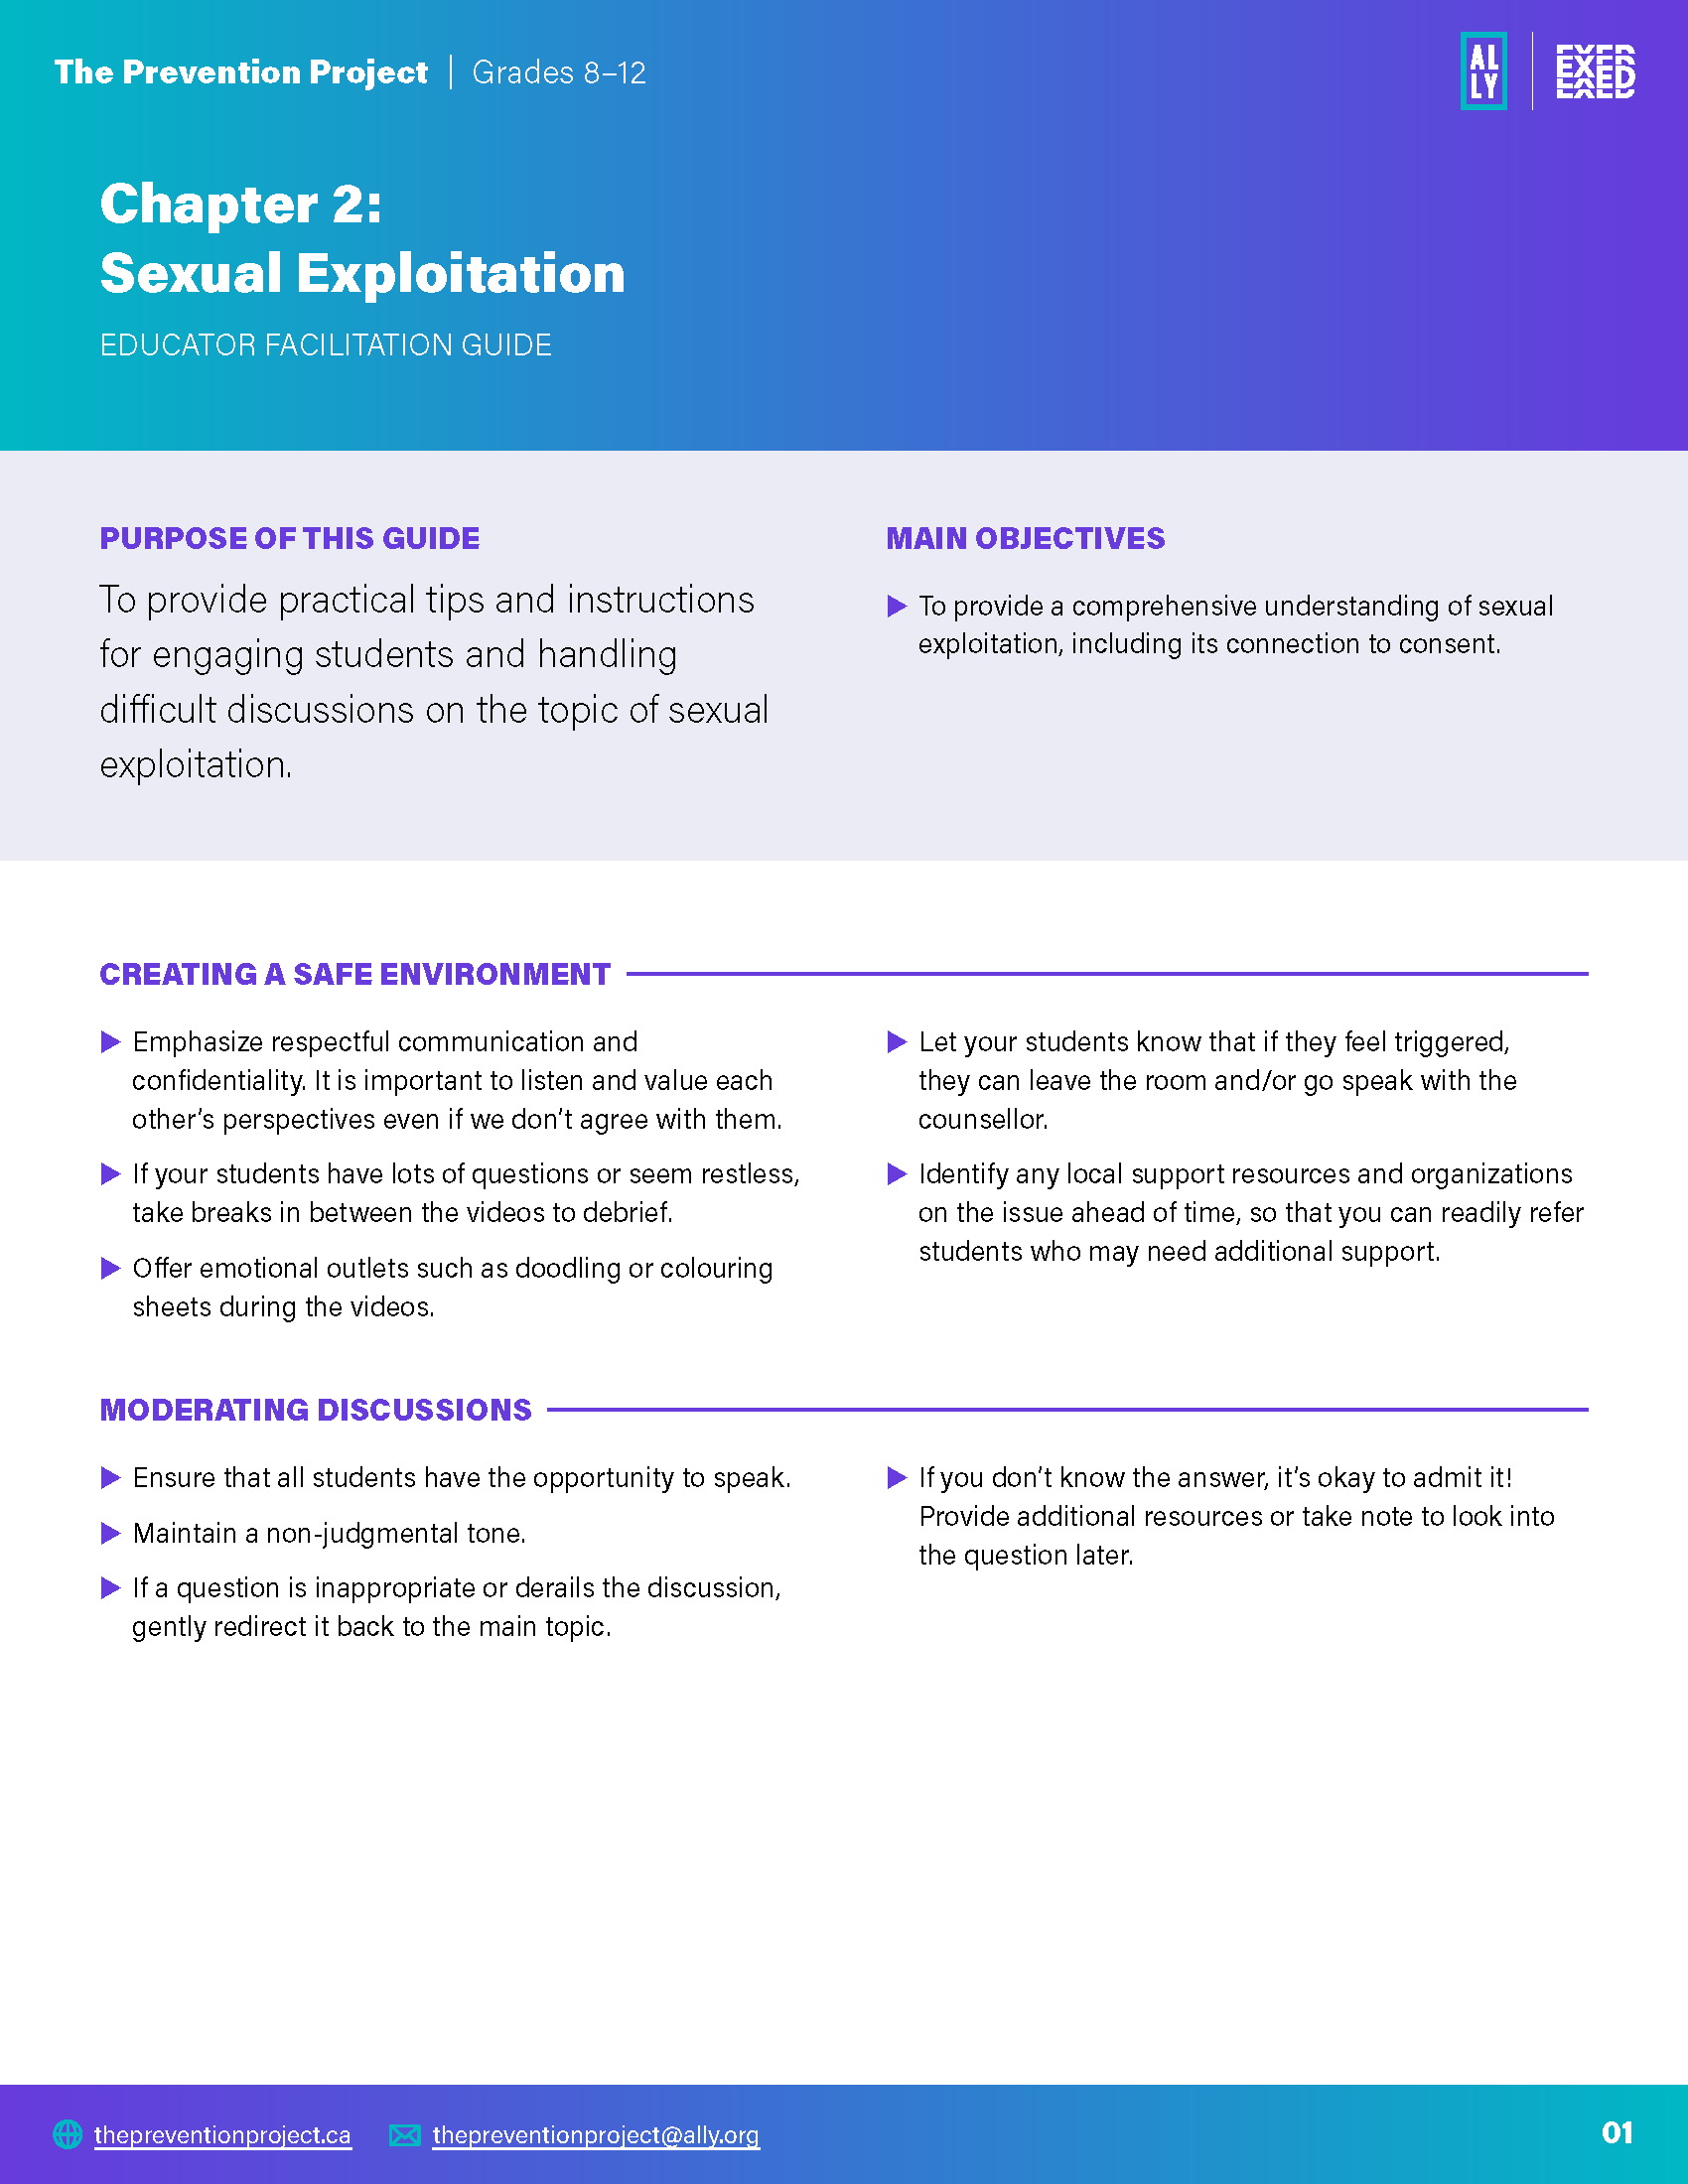 The Prevention Project | Grades 8–12
AL
LY
EXED
Chapter 2:
Sexual Exploitation
EDUCATOR FACILITATION GUIDE
PURPOSE OF THIS GUIDE
To provide practical tips and instructions
for engaging students and handling
difficult discussions on the topic of sexual
exploitation.
MAIN OBJECTIVES
To provide a comprehensive understanding of sexual
exploitation, including its connection to consent.
CREATING A SAFE ENVIRONMENT
Emphasize respectful communication and
confidentiality. It is important to listen and value each
other’s perspectives even if we don’t agree with them.
If your students have lots of questions or seem restless,
take breaks in between the videos to debrief.
Offer emotional outlets such as doodling or colouring
sheets during the videos.
Let your students know that if they feel triggered,
they can leave the room and/or go speak with the
counsellor.
Identify any local support resources and organizations
on the issue ahead of time, so that you can readily refer
students who may need additional support.
MODERATING DISCUSSIONS
Ensure that all students have the opportunity to speak.
Maintain a non-judgmental tone.
If a question is inappropriate or derails the discussion,
gently redirect it back to the main topic.
If you don’t know the answer, it’s okay to admit it!
Provide additional resources or take note to look into
the question later.
thepreventionproject.ca
thepreventionproject@ally.org
01